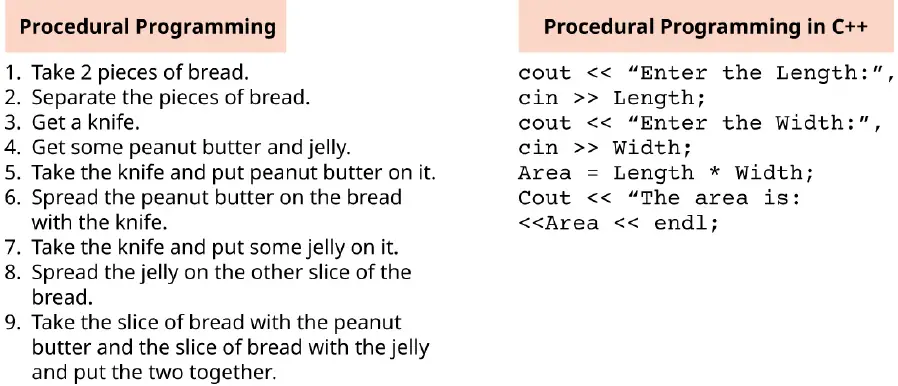 Procedural Programming
1. Take 2 pieces of bread.
2. Separate the pieces of bread.
3. Get a knife.
4. Get some peanut butter and jelly.
5. Take the knife and put peanut butter on it.
6. Spread the peanut butter on the bread
with the knife.
7. Take the knife and put some jelly on it.
8. Spread the jelly on the other slice of the
bread.
9. Take the slice of bread with the peanut
butter and the slice of bread with the jelly
and put the two together.
Procedural Programming in C++
cout << “Enter the Length:”,
cin >> Length;
cout << “Enter the Width:”,
cin >> Width;
Area = Length * Width;
Cout << “The area is:
<<Area << endl;